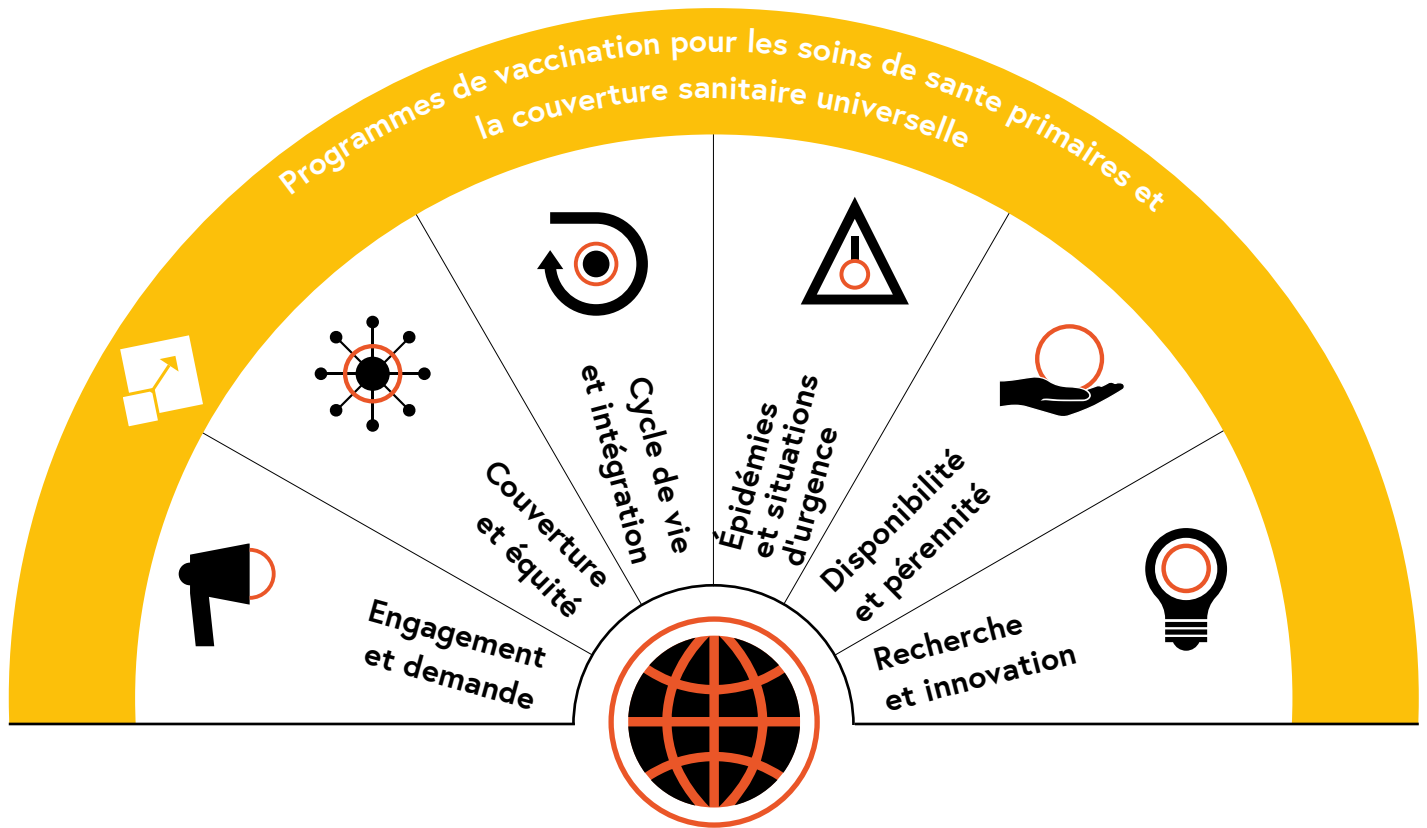 Programmes de vaccination pour les soins de sante primaires et
la couverture sanitaire universelle
Engagement
et demande
Couverture
et équité
Cycle de vie
et intégration
Épidémies
et situations
d'urgence
Disponibilité
et pérennité
Recherche
et innovation